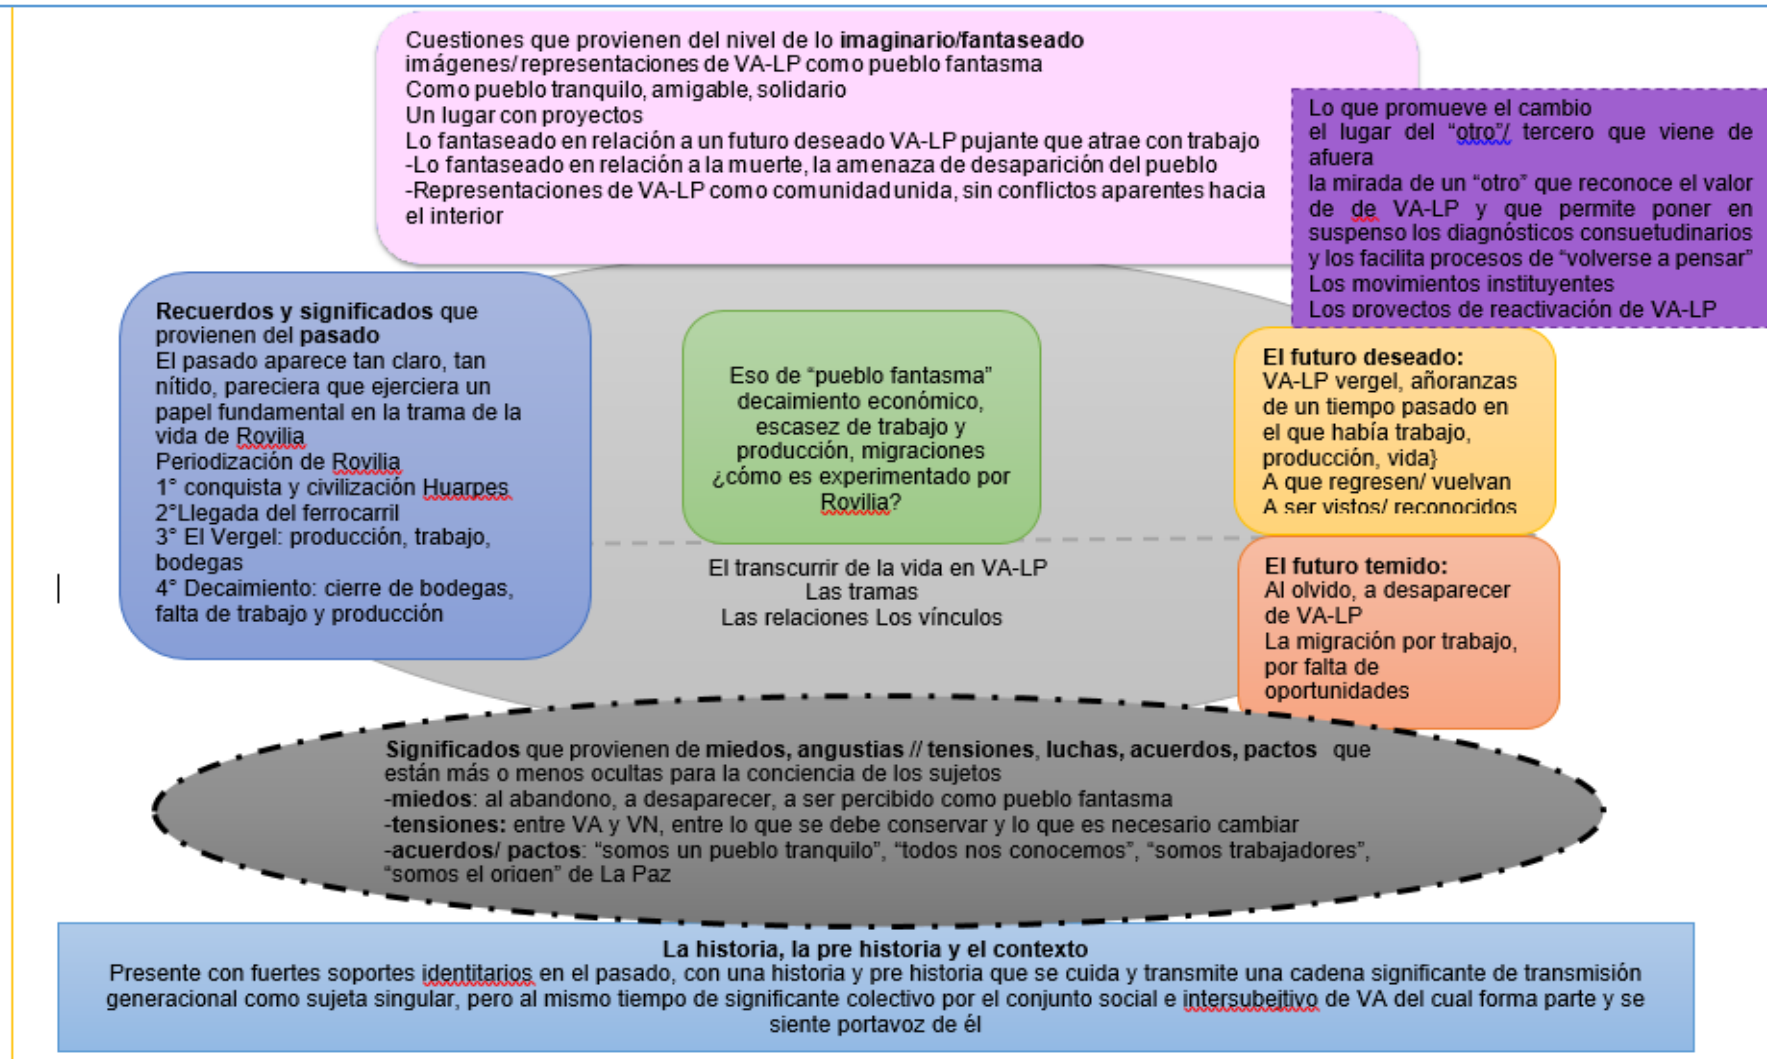 Cuestiones que provienen del nivel de lo imaginario/fantaseado
imágenes/representaciones de VA-LP como pueblo fantasma
Como pueblo tranquilo, amigable, solidario
Un lugar con proyectos
Lo fantaseado en relación a un futuro deseado VA-LP pujante que atrae con trabajo
-Lo fantaseado en relación a la muerte, la amenaza de desaparición del pueblo
-Representaciones de VA-LP como comunidad unida, sin conflictos aparentes hacia
el interior
Lo que promueve el cambio
el lugar del “otro”/ tercero que viene de
afuera
la mirada de un “otro” que reconoce el valor
de de VA-LP y que permite poner en
suspenso los diagnósticos consuetudinarios
y los facilita procesos de “volverse a pensar”
Los movimientos instituyentes
Los proyectos de reactivación de VA-LP
Recuerdos y significados que
provienen del pasado
El pasado aparece tan claro, tan
nítido, pareciera que ejerciera un
papel fundamental en la trama de la
vida de Rovilia
Periodización de Rovilia
1° conquista y civilización Huarpes
2°Llegada del ferrocarril
3° El Vergel: producción, trabajo,
bodegas
4° Decaimiento: cierre de bodegas,
falta de trabajo y producción
Eso de “pueblo fantasma”
decaimiento económico,
escasez de trabajo y
producción, migraciones
¿cómo es experimentado por
Rovilia?
El transcurrir de la vida en VA-LP
Las tramas
Las relaciones Los vínculos
El futuro deseado:
VA-LP vergel, añoranzas
de un tiempo pasado en
el que había trabajo,
producción, vida}
A que regresen/ vuelvan
A ser vistos/ reconocidos
El futuro temido:
Al olvido, a desaparecer
de VA-LP
La migración por trabajo,
por falta de
oportunidades
Significados que provienen de miedos, angustias // tensiones, luchas, acuerdos, pactos que
están más o menos ocultas para la conciencia de los sujetos
-miedos: al abandono, a desaparecer, a ser percibido como pueblo fantasma
-tensiones: entre VA y VN, entre lo que se debe conservar y lo que es necesario cambiar
-acuerdos/ pactos: “somos un pueblo tranquilo”, “todos nos conocemos”, “somos trabajadores”,
“somos el origen” de La Paz
La historia, la pre historia y el contexto
Presente con fuertes soportes identitarios en el pasado, con una historia y pre historia que se cuida y transmite una cadena significante de transmisión
generacional como sujeta singular, pero al mismo tiempo de significante colectivo por el conjunto social e intersubejtivo de VA del cual forma parte y se
siente portavoz de él